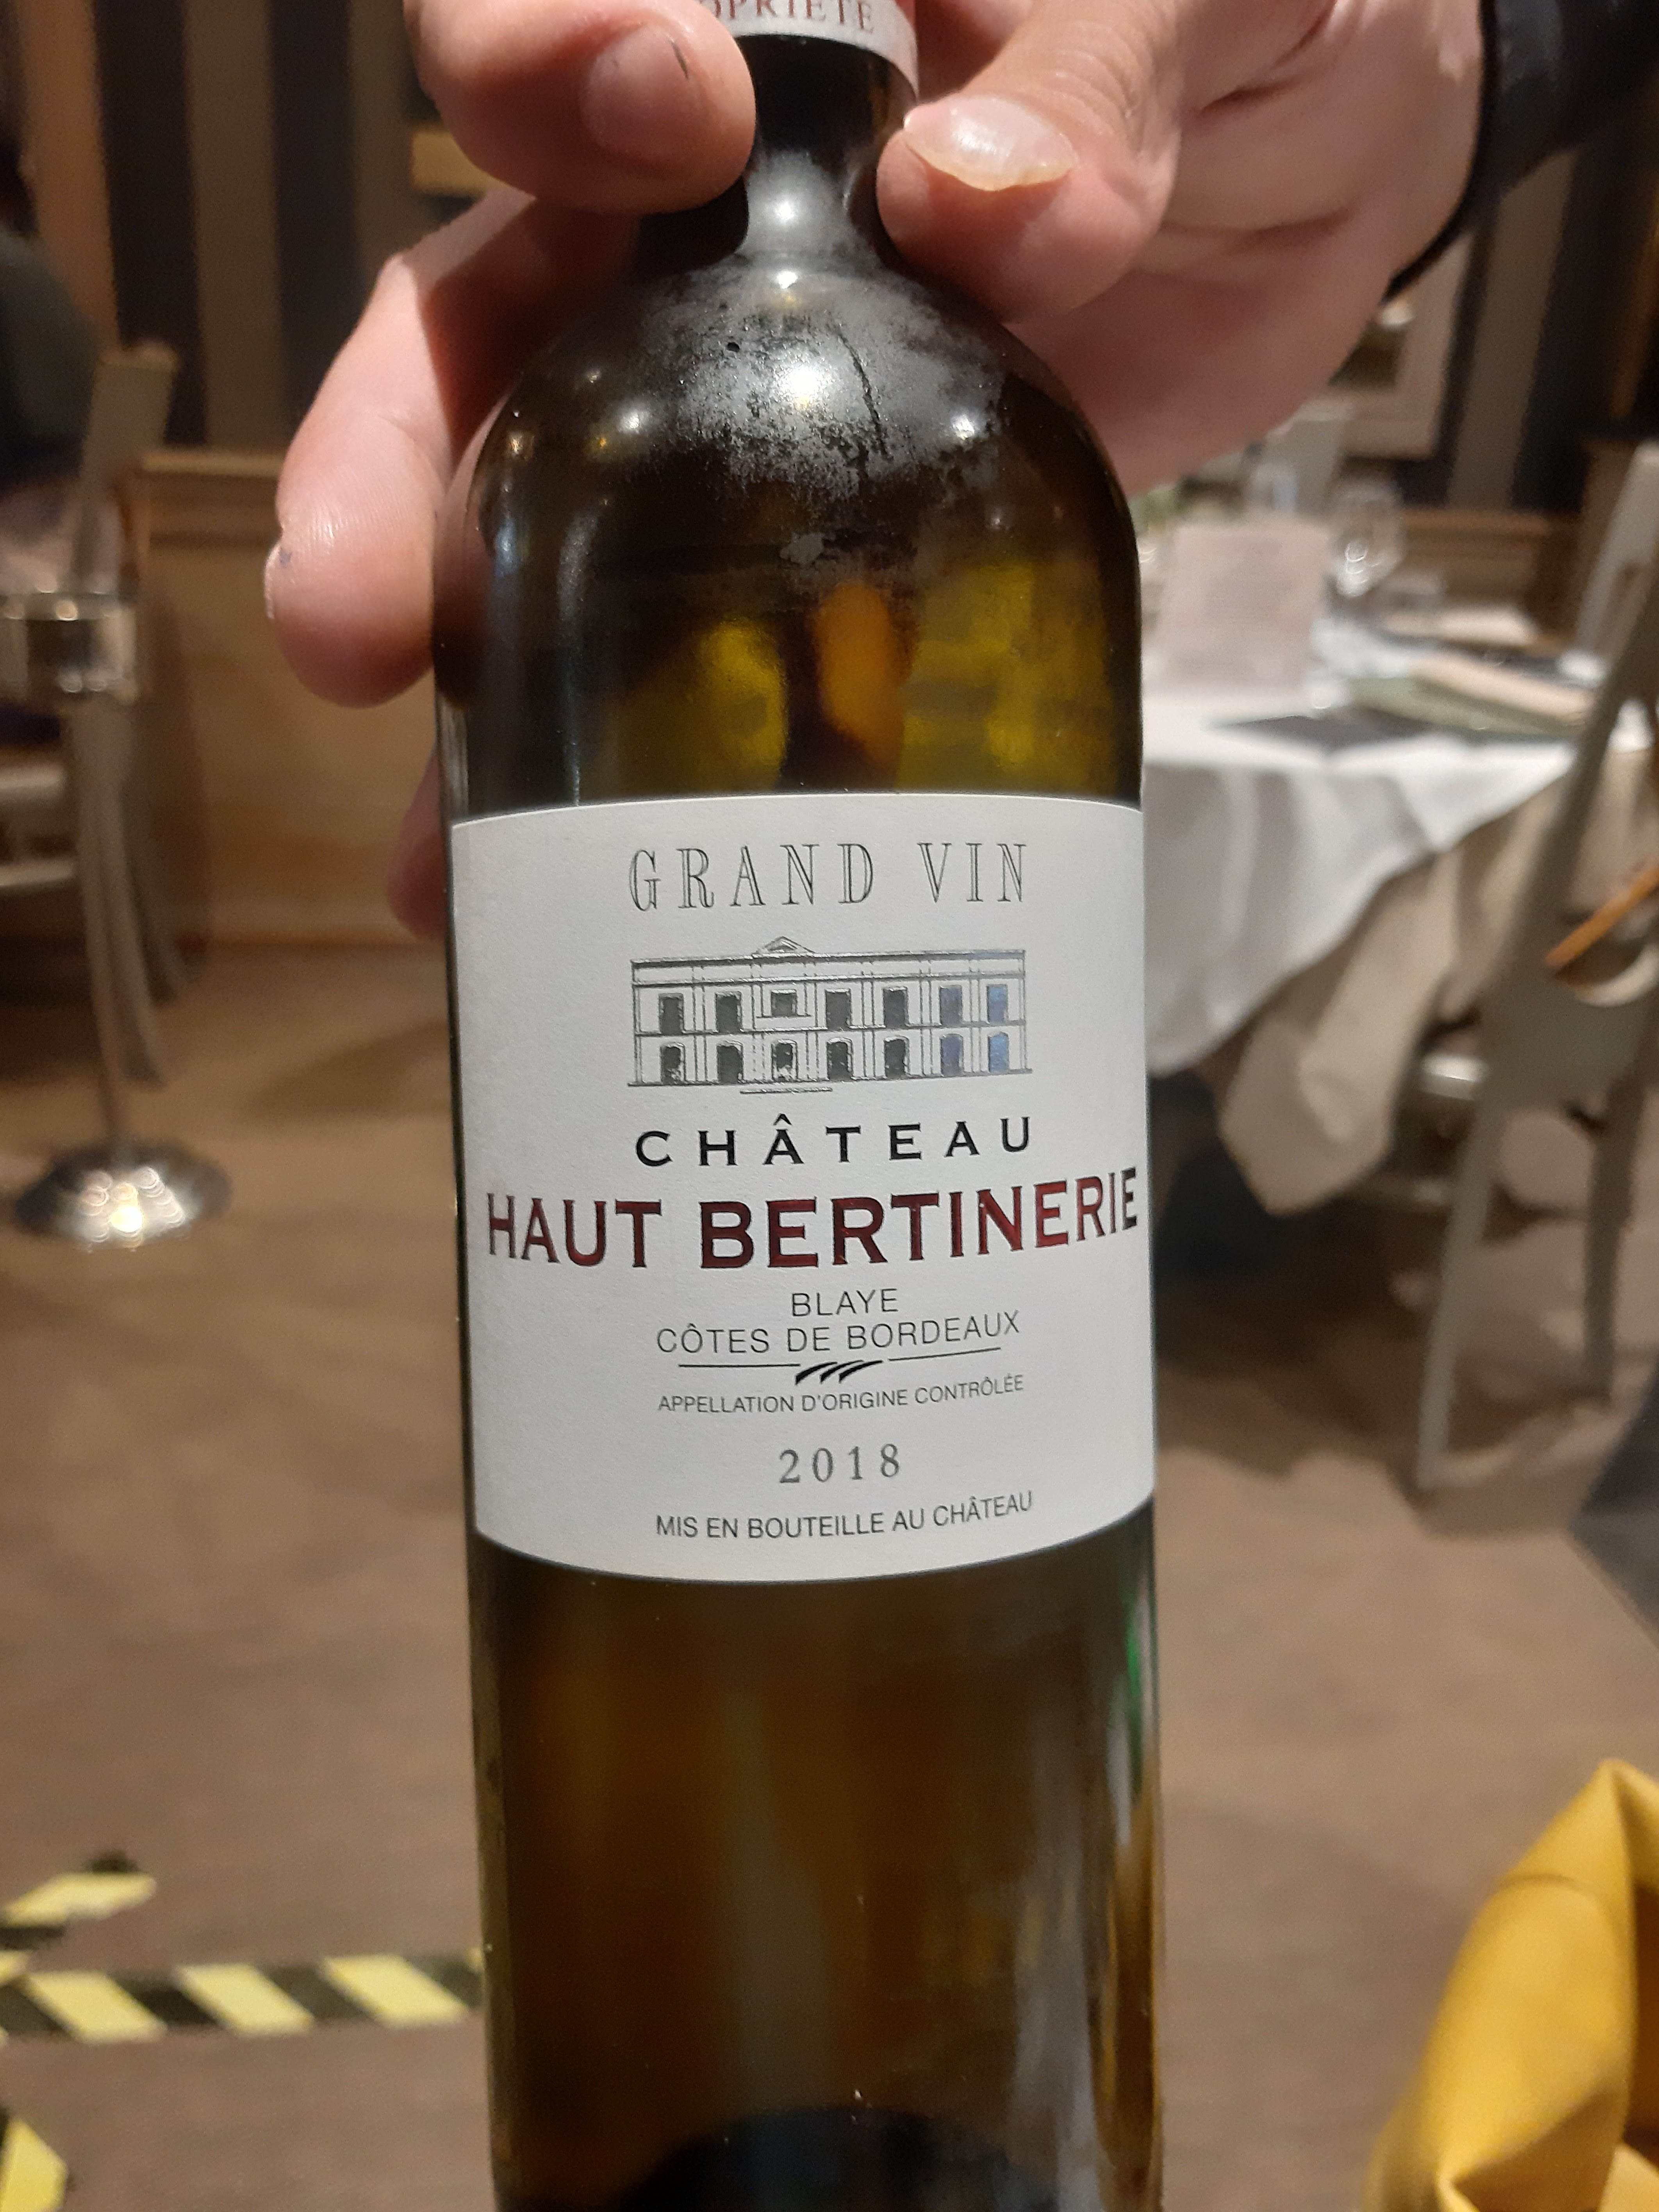 GRAND VIN
CHÂTEAU
HAUT BERTINERIE
BLAYE
CÔTES DE BORDEAUX
APPELLATION D'ORIGINE CONTRÔLÉE
2018
MIS EN BOUTEILLE AU CHÂTEAU